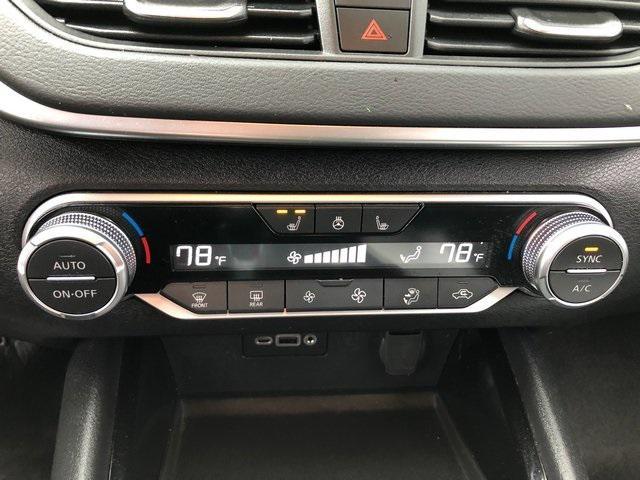 78°F 78°F
AUTO
ON·OFF
SYNC
A/C
FRONT
REAR